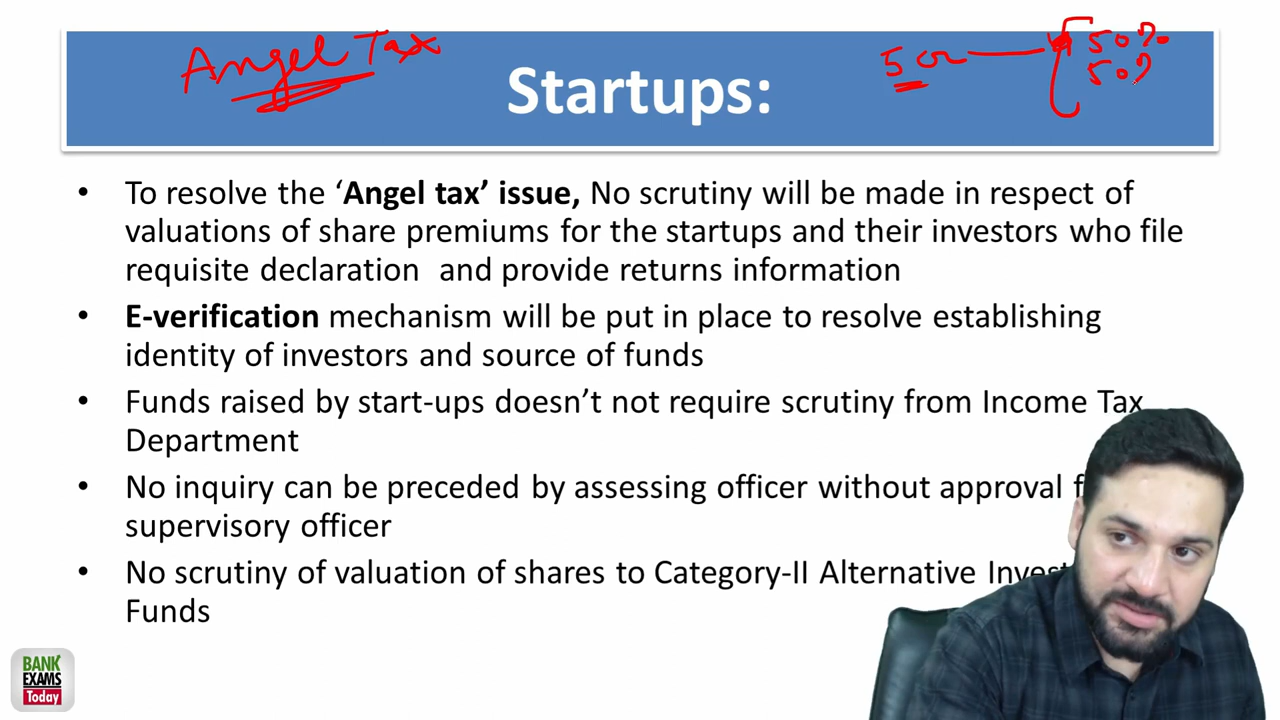 Angel Tax
5 cr
50%
50%
Startups:
• To resolve the ‘Angel tax’ issue, No scrutiny will be made in respect of
valuations of share premiums for the startups and their investors who file
requisite declaration and provide returns information
• E-verification mechanism will be put in place to resolve establishing
identity of investors and source of funds
• Funds raised by start-ups doesn’t not require scrutiny from Income Tax
Department
• No inquiry can be preceded by assessing officer without approval f
supervisory officer
• No scrutiny of valuation of shares to Category-II Alternative Inves
Funds
BANK
EXAMS
Today